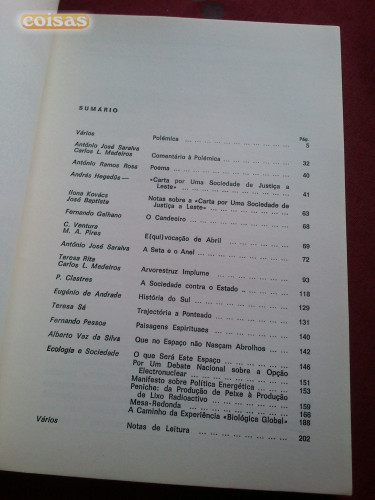 coisas
SUMÁRIO
Pág.
Vários Polémica ... 5
António José Saraiva
Carlos L. Medeiros Comentário à Polémica ... 32
António Ramos Rosa Poema ... 40
Andrés Hegedüs — «Carta por Uma Sociedade de Justiça a
Leste» ... 41
Ilona Kovács Notas sobre a «Carta por Uma Sociedade de
José Baptista Justiça a Leste» ... 63
Fernando Galhano O Candeeiro ... 68
C. Ventura
M. A. Pires E(qui)vocação de Abril ... 69
António José Saraiva A Seta e o Anel ... 72
Teresa Rita
Carlos L. Medeiros Arvorestruz Implume ... 93
P. Clastres A Sociedade contra o Estado .. 118
Eugénio de Andrade História do Sul ... 129
Teresa Sá Trajectória a Ponteado ... 131
Fernando Pessoa Paisagens Espirituses ... 140
Alberto Vaz da Silva Que no Espaço não Nasçam Abrolhos ... 142
Ecologia e Sociedade O que Será Este Espaço ... 146
Por Um Debate Nacional sobre a Opção
Electronuclear ... 151
Manifesto sobre Política Energética ... 153
Peniche: da Produção de Peixe à Produção
de Lixo Radioactivo ... 159
Mesa-Redonda ... 166
A Caminho da Experiência «Biológica Global» 188
Vários Notas de Leitura ... 202